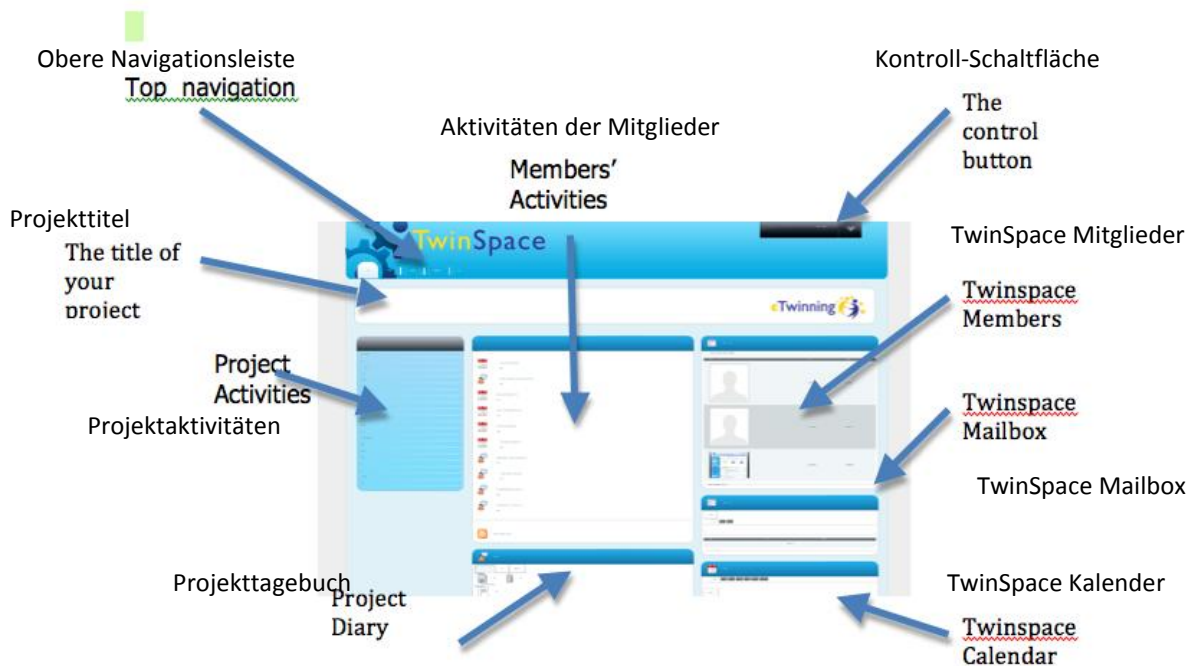 Obere Navigationsleiste
Top navigation
Kontroll-Schaltfläche
The
control
button
Aktivitäten der Mitglieder
Members’
Activities
Projekttitel
The title of
your
project
TwinSpace
TwinSpace Mitglieder
Twinspace
Members
eTwinning
Project
Activities
Projektaktivitäten
Twinspace
Mailbox
TwinSpace Mailbox
Projekttagebuch
Project
Diary
TwinSpace Kalender
Twinspace
Calendar